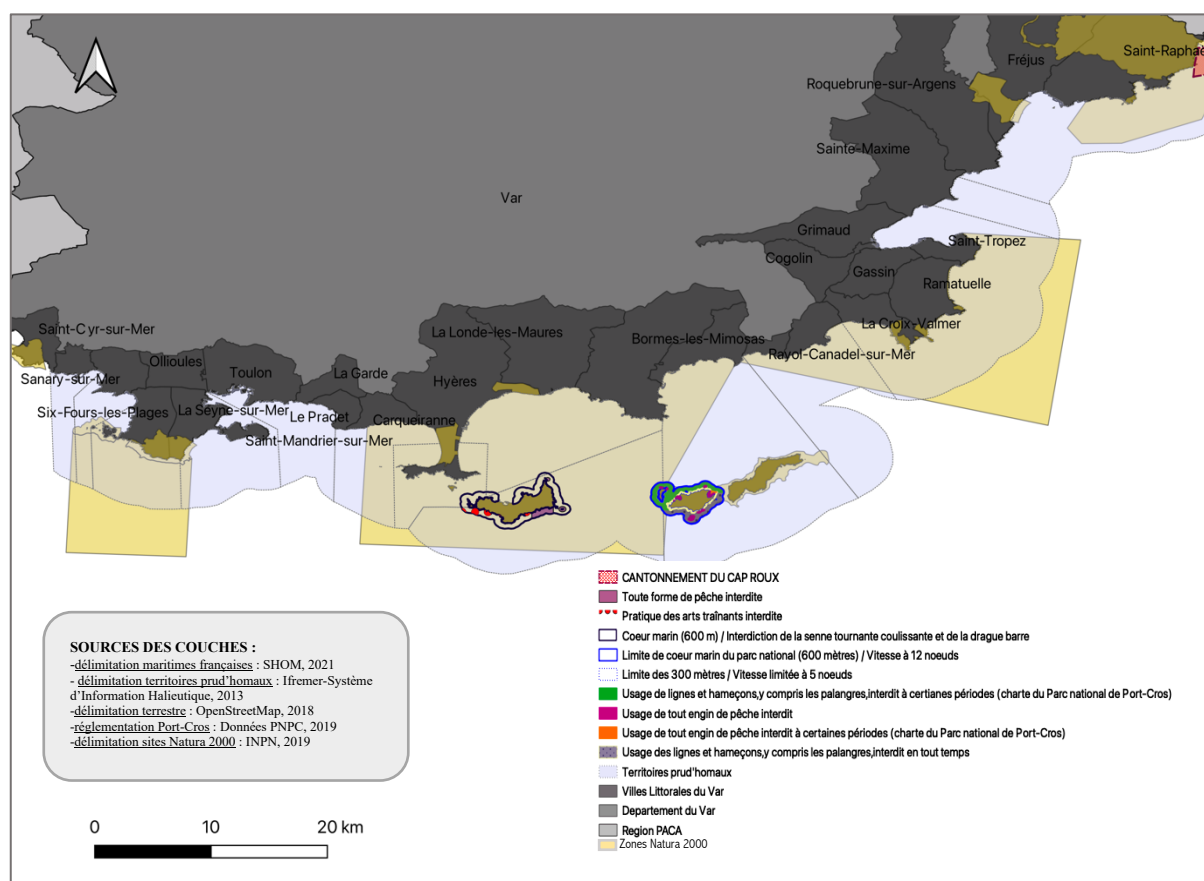 Saint-Raphaë
Fréjus
Roquebrune-sur-Argens
Sainte-Maxime
Var
Grimaud
Saint-Tropez
Cogolin
Gassin
Ramatuelle
La Croix-Valmer
Rayol-Canadel-sur-Mer
Bormes-les-Mimosas
La Londe-les-Maures
Saint-Cyr-sur-Mer
Ollioules
Sanary-sur-Mer
Toulon
La Garde
Hyères
Six-Fours-les-Plages
La Seyne-sur-Mer
Le Pradet
Carqueiranne
Saint-Mandrier-sur-Mer
CANTONNEMENT DU CAP ROUX
Toute forme de pêche interdite
Pratique des arts traînants interdite
Coeur marin (600 m) / Interdiction de la senne tournante coulissante et de la drague barre
Limite de coeur marin du parc national (600 mètres) / Vitesse à 12 noeuds
Limite des 300 mètres / Vitesse limitée à 5 noeuds
Usage de lignes et hameçons,y compris les palangres,interdit à certianes périodes (charte du Parc national de Port-Cros)
Usage de tout engin de pêche interdit
Usage de tout engin de pêche interdit à certaines périodes (charte du Parc national de Port-Cros)
Usage des lignes et hameçons,y compris les palangres,interdit en tout temps
Territoires prud'homaux
Villes Littorales du Var
Departement du Var
Region PACA
Zones Natura 2000
SOURCES DES COUCHES :
-délimitation maritimes françaises : SHOM, 2021
- délimitation territoires prud'homaux : Ifremer-Système
d'Information Halieutique, 2013
-délimitation terrestre : OpenStreetMap, 2018
-réglementation Port-Cros : Données PNPC, 2019
-délimitation sites Natura 2000 : INPN, 2019
0 10 20 km